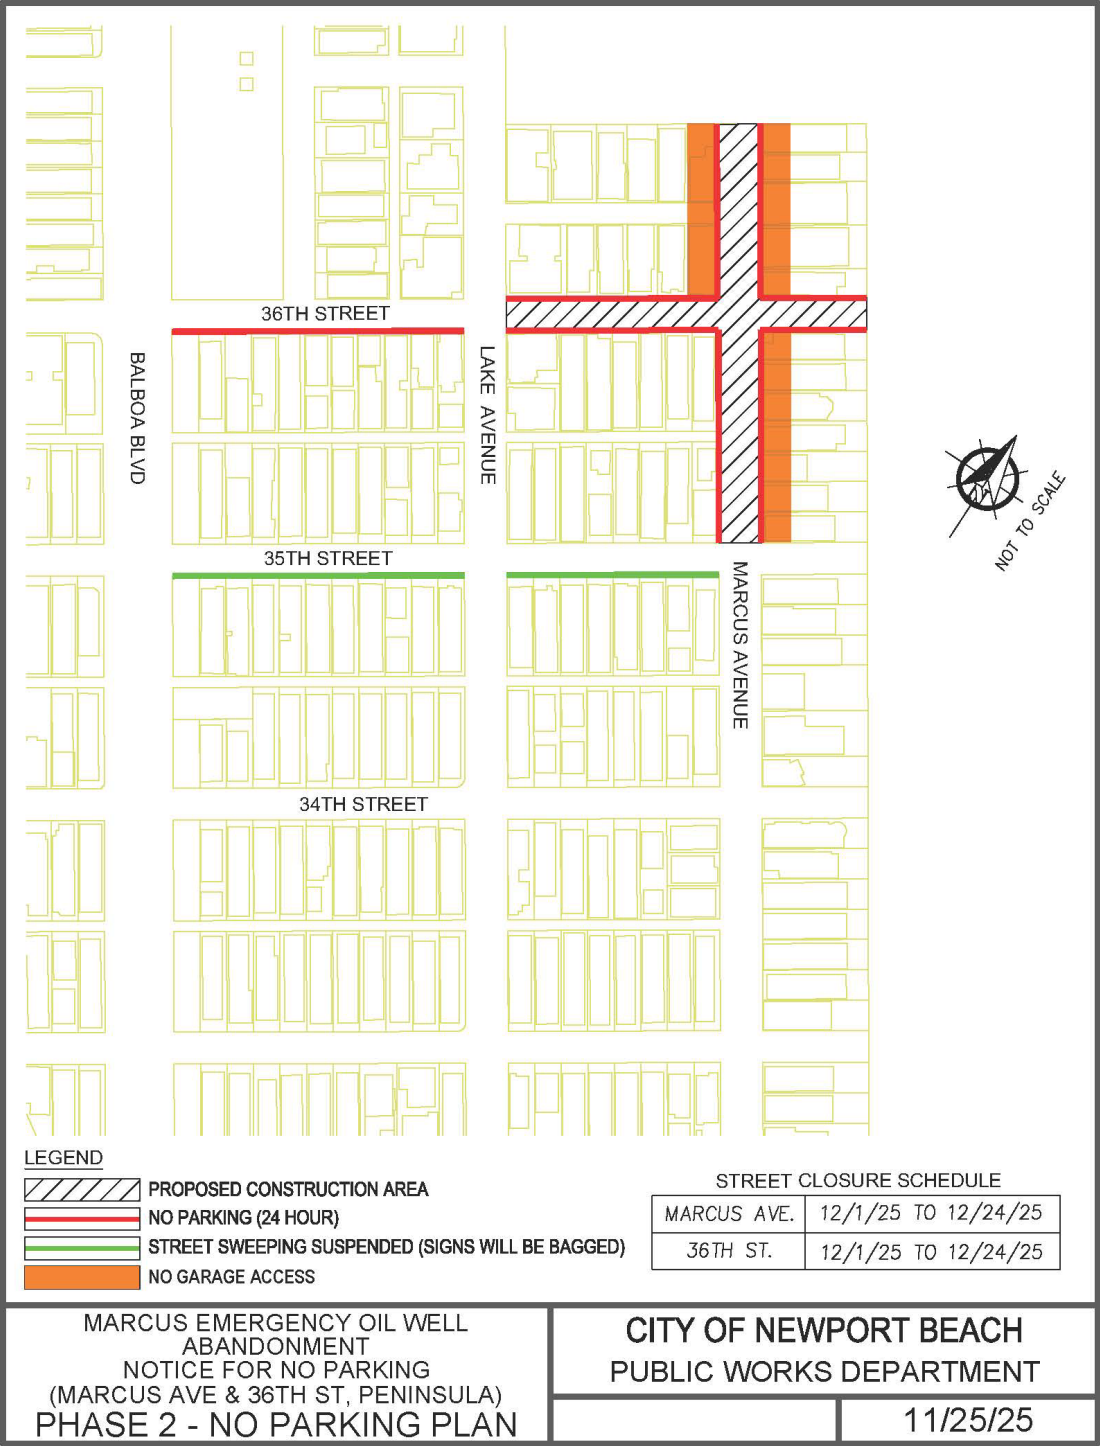 36TH STREET
BALBOA BLVD
LAKE AVENUE
35TH STREET
MARCUS AVENUE
NOT TO SCALE
34TH STREET
LEGEND
PROPOSED CONSTRUCTION AREA
NO PARKING (24 HOUR)
STREET SWEEPING SUSPENDED (SIGNS WILL BE BAGGED)
NO GARAGE ACCESS
STREET CLOSURE SCHEDULE
MARCUS AVE. 12/1/25 TO 12/24/25
36TH ST. 12/1/25 TO 12/24/25
MARCUS EMERGENCY OIL WELL
ABANDONMENT
NOTICE FOR NO PARKING
(MARCUS AVE & 36TH ST, PENINSULA)
PHASE 2 - NO PARKING PLAN
CITY OF NEWPORT BEACH
PUBLIC WORKS DEPARTMENT
11/25/25